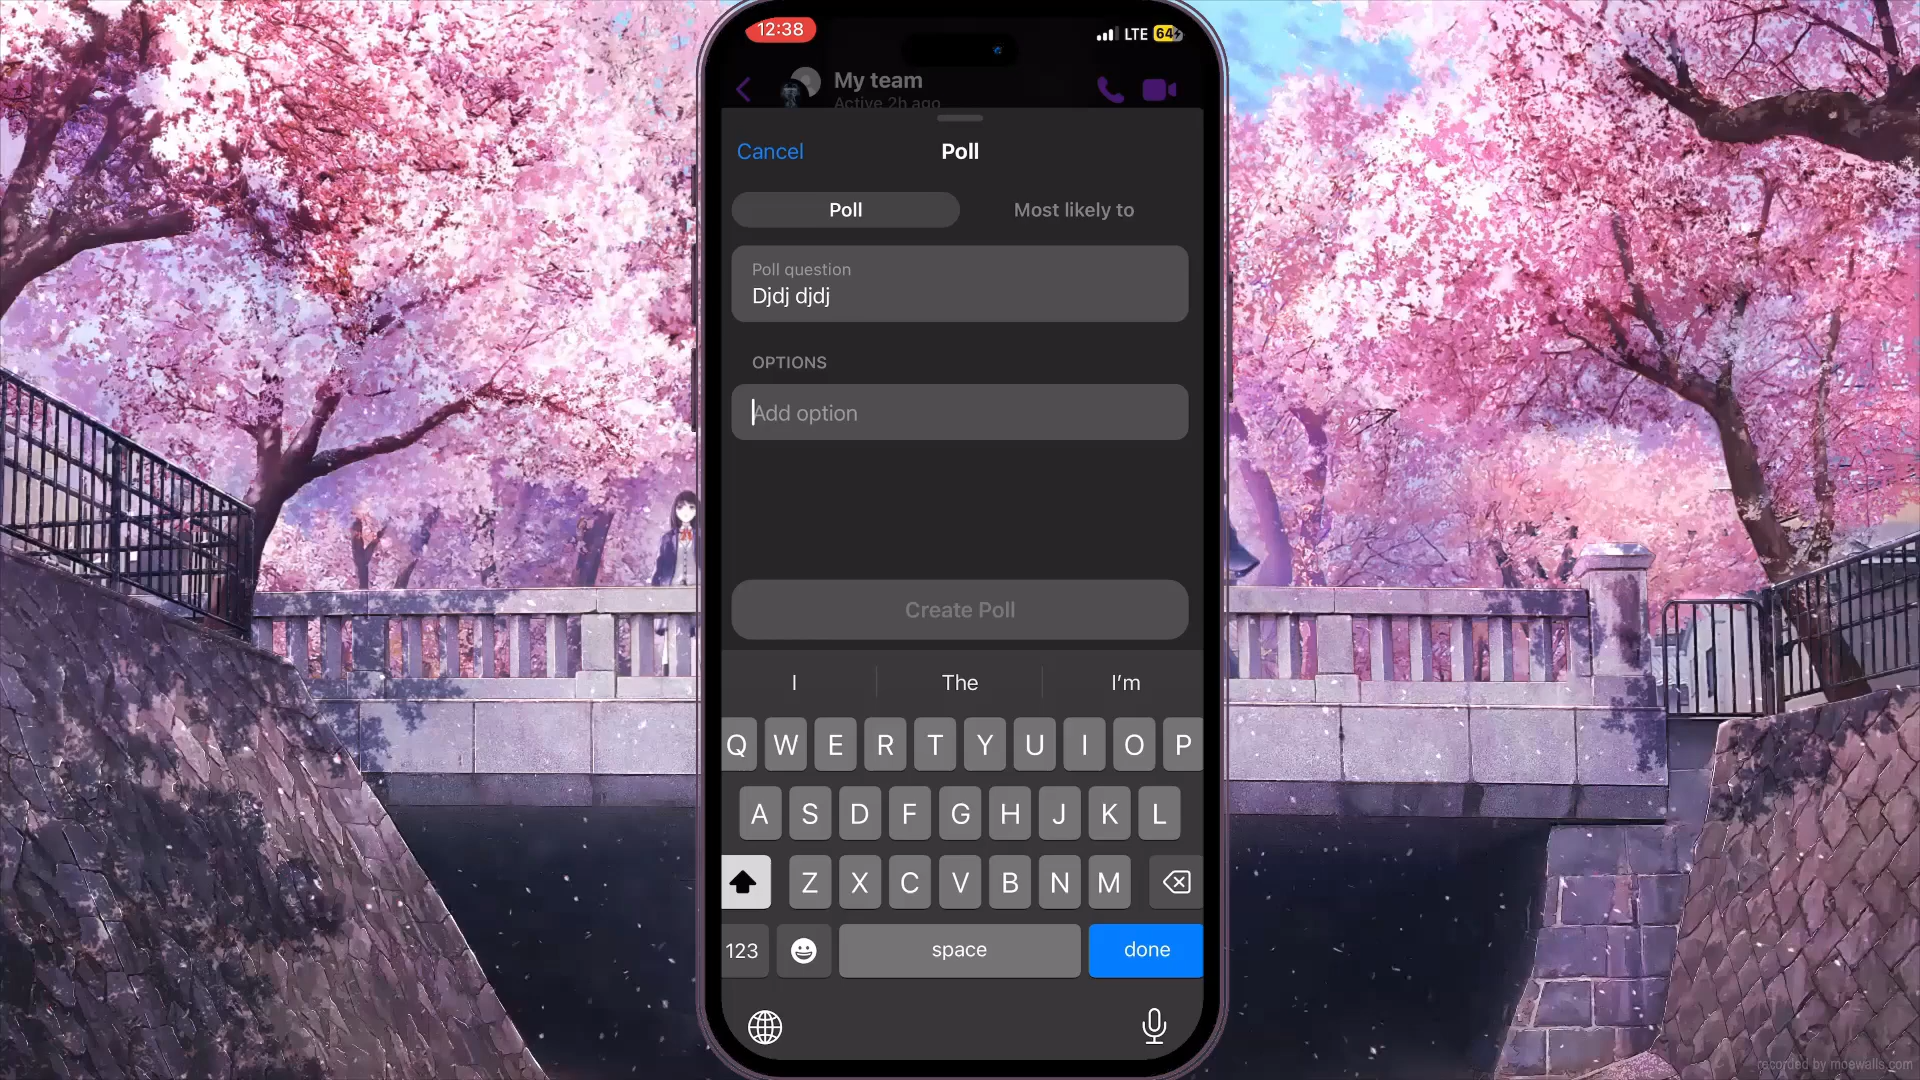 12:38
LTE 64
My team
Active 2h ago
Cancel
Poll
Poll
Most likely to
Poll question
Djdj djdj
OPTIONS
Add option
Create Poll
I
The
I'm
Q W E R T Y U I O P
A S D F G H J K L
Z X C V B N M
123
space
done
recorded by moewalls.com